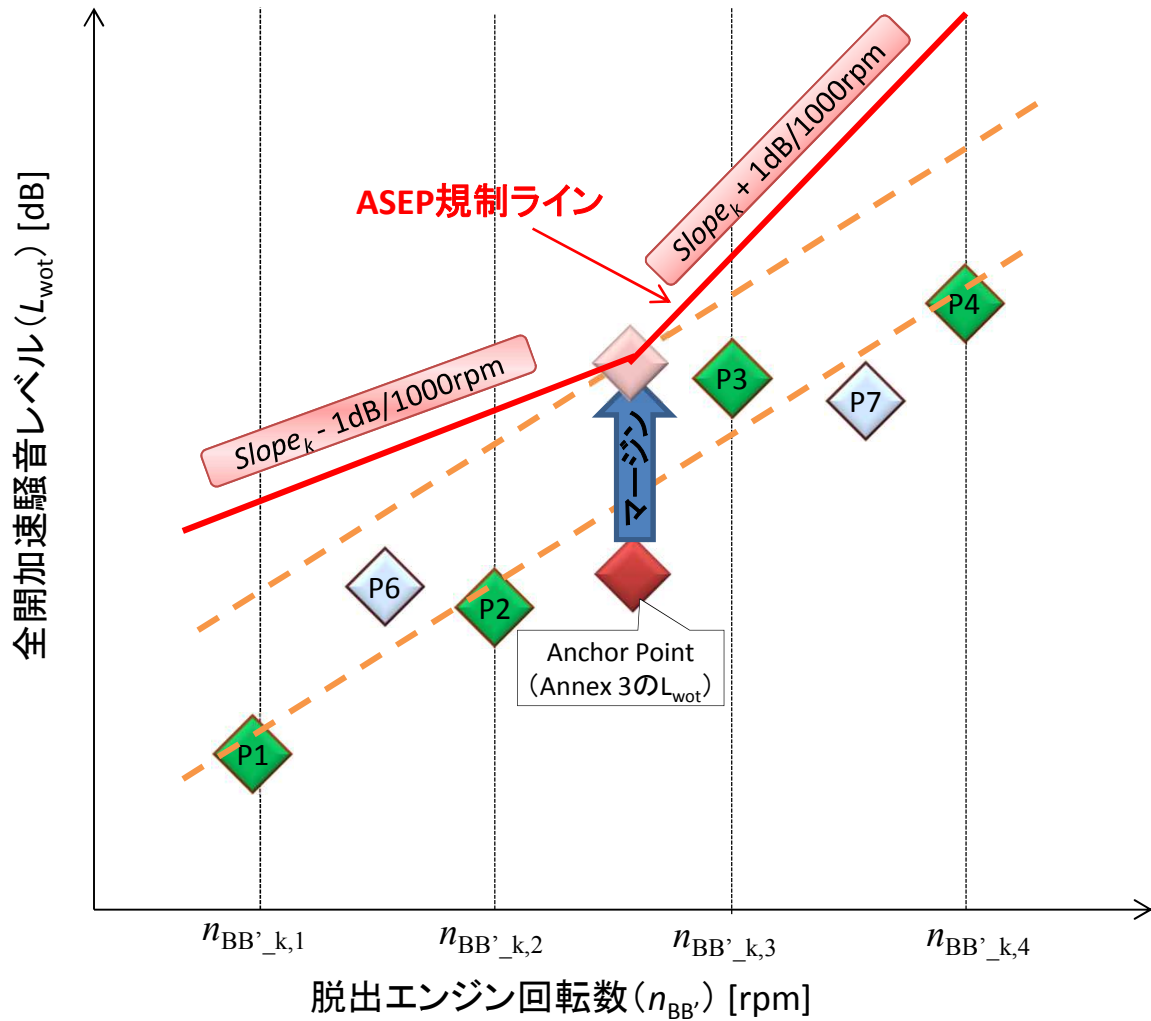 全開加速騒音レベル(Lwot') [dB]
Slopek + 1dB/1000rpm
ASEP規制ライン
Slopek - 1dB/1000rpm
P4
P3
P7
マージン
P6
P2
Anchor Point
(Annex 3のLwot)
P1
nBB'_k,1
nBB'_k,2
nBB'_k,3
nBB'_k,4
脱出エンジン回転数(nBB') [rpm]